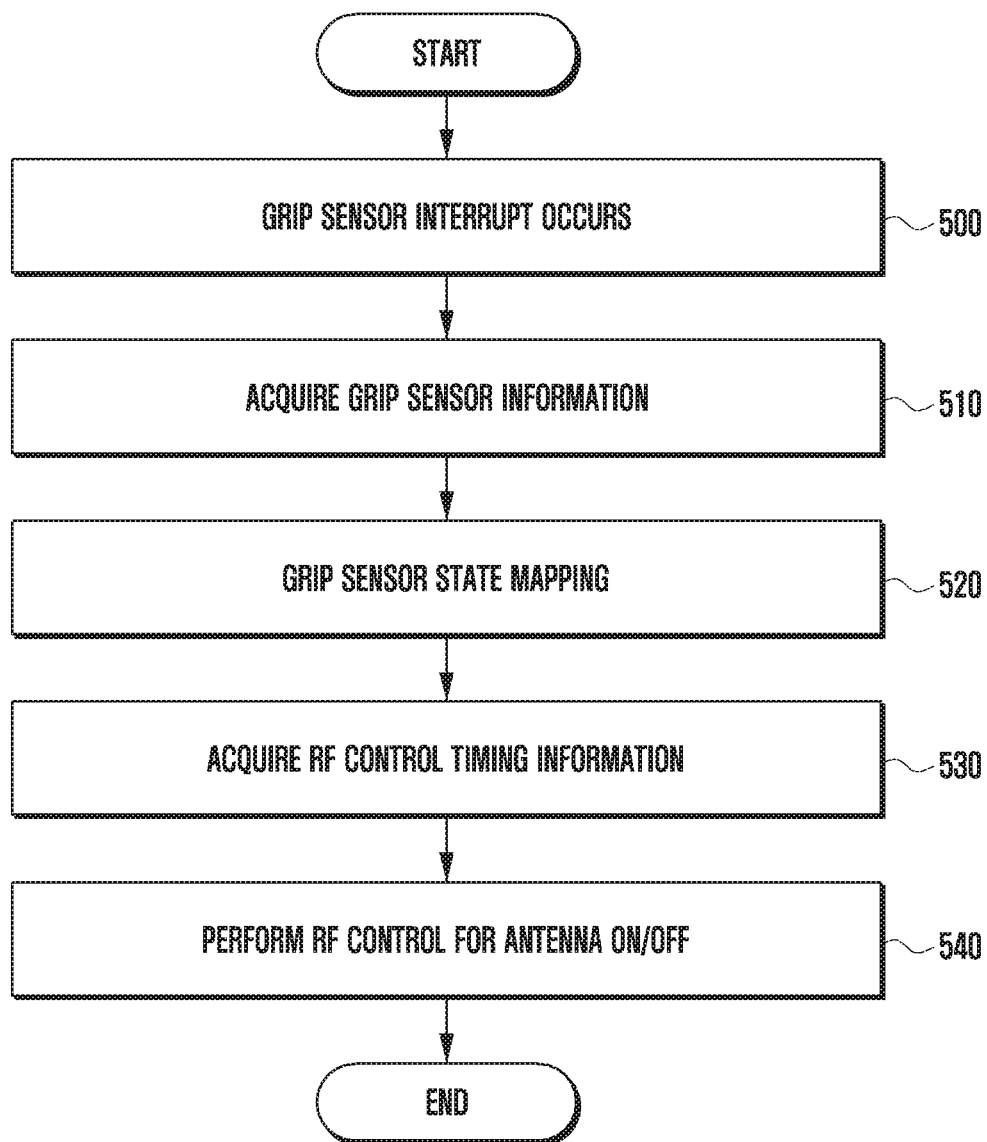 START
GRIP SENSOR INTERRUPT OCCURS
500
ACQUIRE GRIP SENSOR INFORMATION
510
GRIP SENSOR STATE MAPPING
520
ACQUIRE RF CONTROL TIMING INFORMATION
530
PERFORM RF CONTROL FOR ANTENNA ON/OFF
540
END